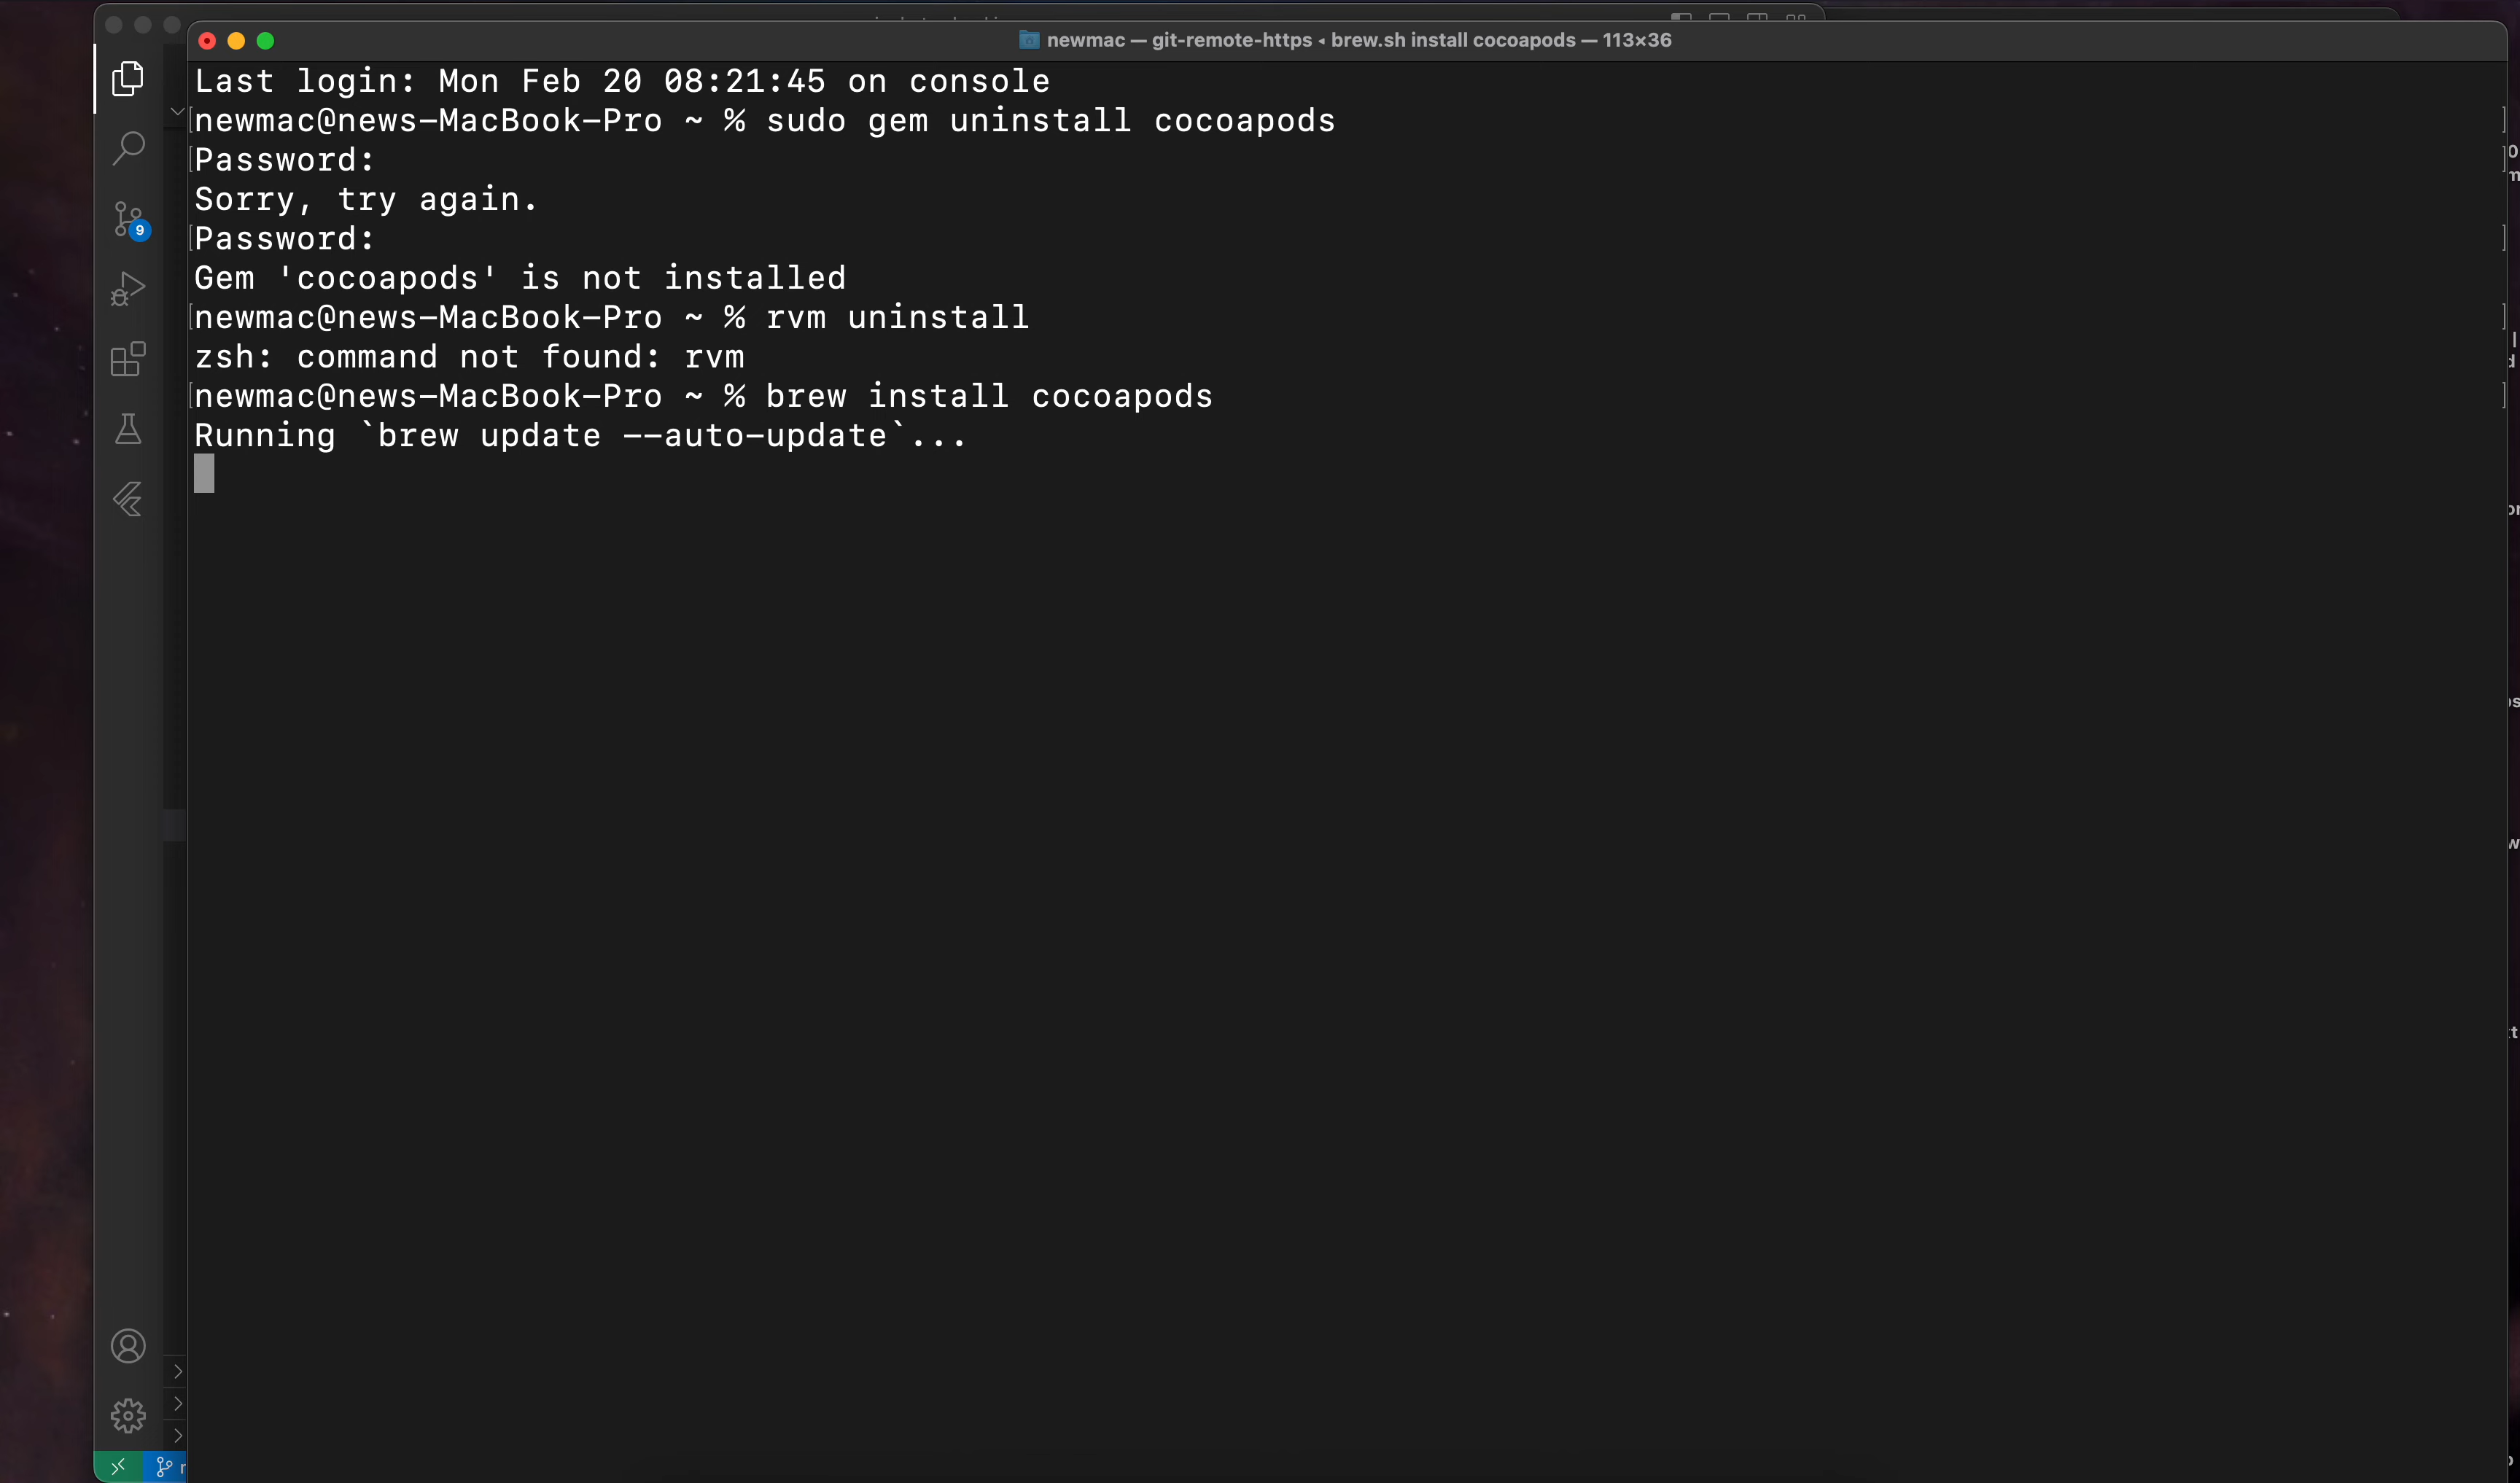 newmac — git-remote-https ◂ brew.sh install cocoapods — 113×36
Last login: Mon Feb 20 08:21:45 on console
newmac@news-MacBook-Pro ~ % sudo gem uninstall cocoapods
Password:
Sorry, try again.
Password:
Gem 'cocoapods' is not installed
newmac@news-MacBook-Pro ~ % rvm uninstall
zsh: command not found: rvm
newmac@news-MacBook-Pro ~ % brew install cocoapods
Running `brew update --auto-update`...
9